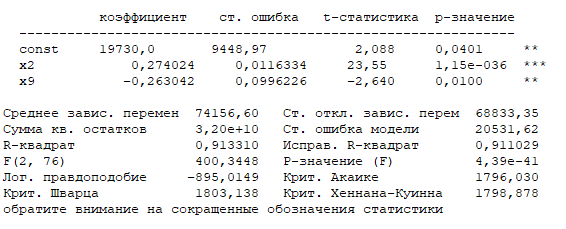 коэффициент ст. ошибка t-статистика p-значение
const 19730,0 9448,97 2,088 0,0401 **
x2 0,274024 0,0116334 23,55 1,15e-036 ***
x9 −0,263042 0,0996226 −2,640 0,0100 **
Среднее завис. перемен 74156,60 Ст. откл. завис. перем 68833,35
Сумма кв. остатков 3,20e+10 Ст. ошибка модели 20531,62
R-квадрат 0,913310 Исправ. R-квадрат 0,911029
F(2, 76) 400,3448 Р-значение (F) 4,39e-41
Лог. правдоподобие −895,0149 Крит. Акаике 1796,030
Крит. Шварца 1803,138 Крит. Хеннана-Куинна 1798,878
обратите внимание на сокращенные обозначения статистики